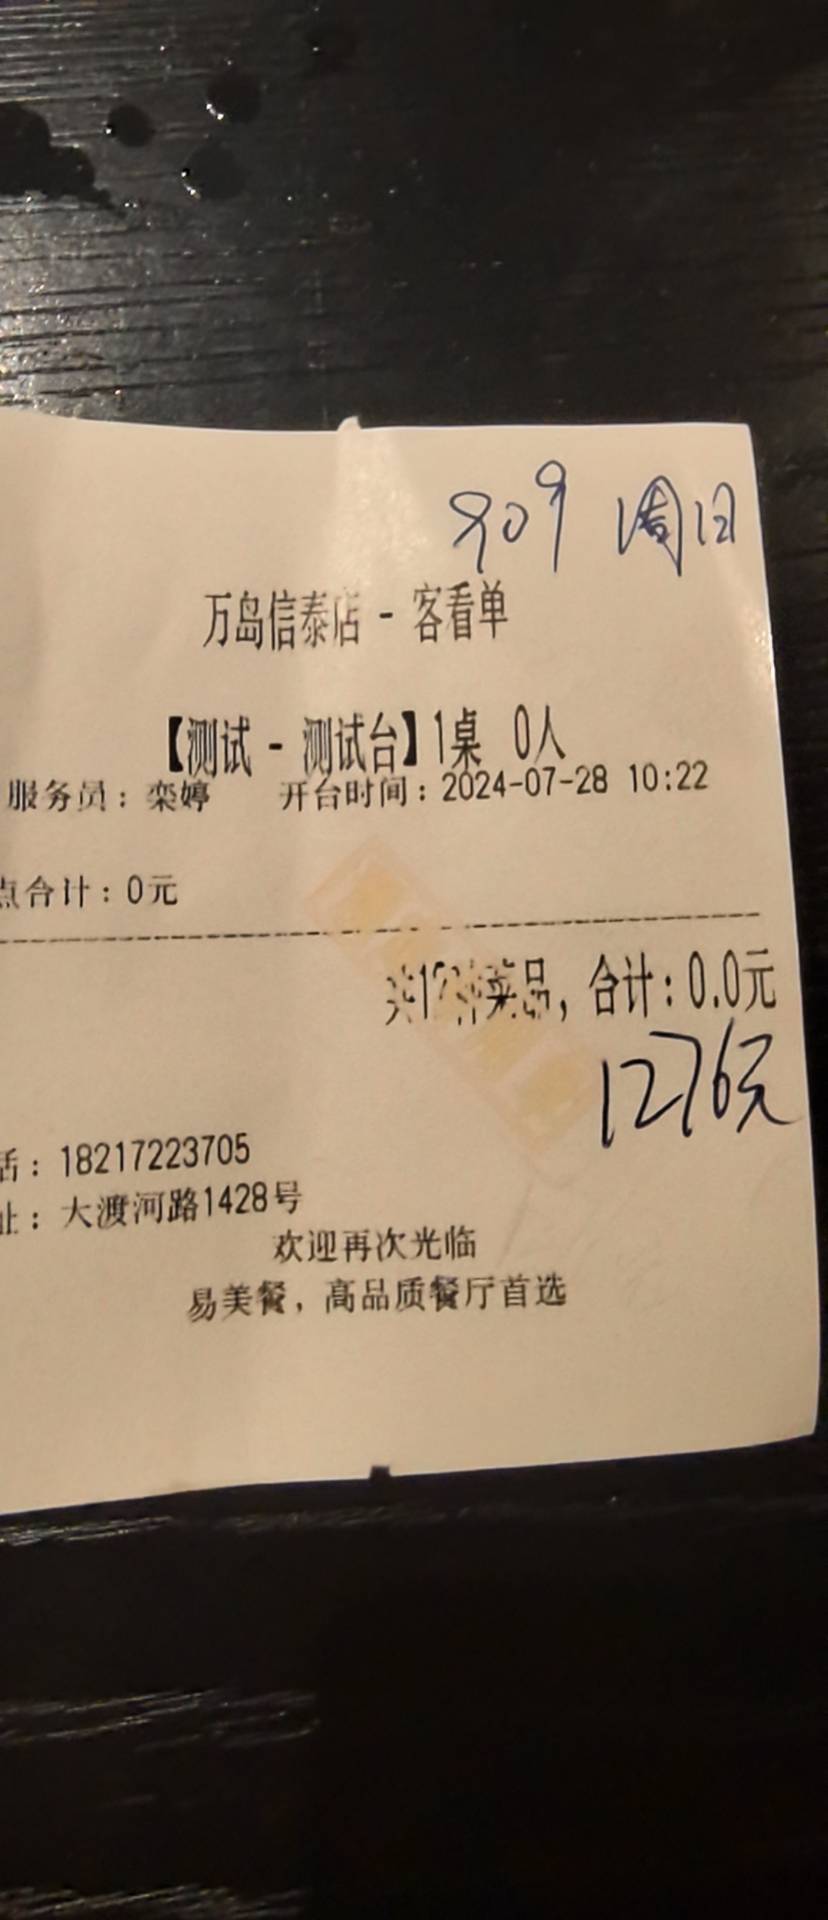 909 周日
万岛信泰店 - 客看单
【测试 - 测试台】1桌 0人
服务员：栾婷 开台时间：2024-07-28 10:22
点合计：0元
品，合计：0.0元
1276元
话：18217223705
址：大渡河路1428号
欢迎再次光临
易美餐，高品质餐厅首选